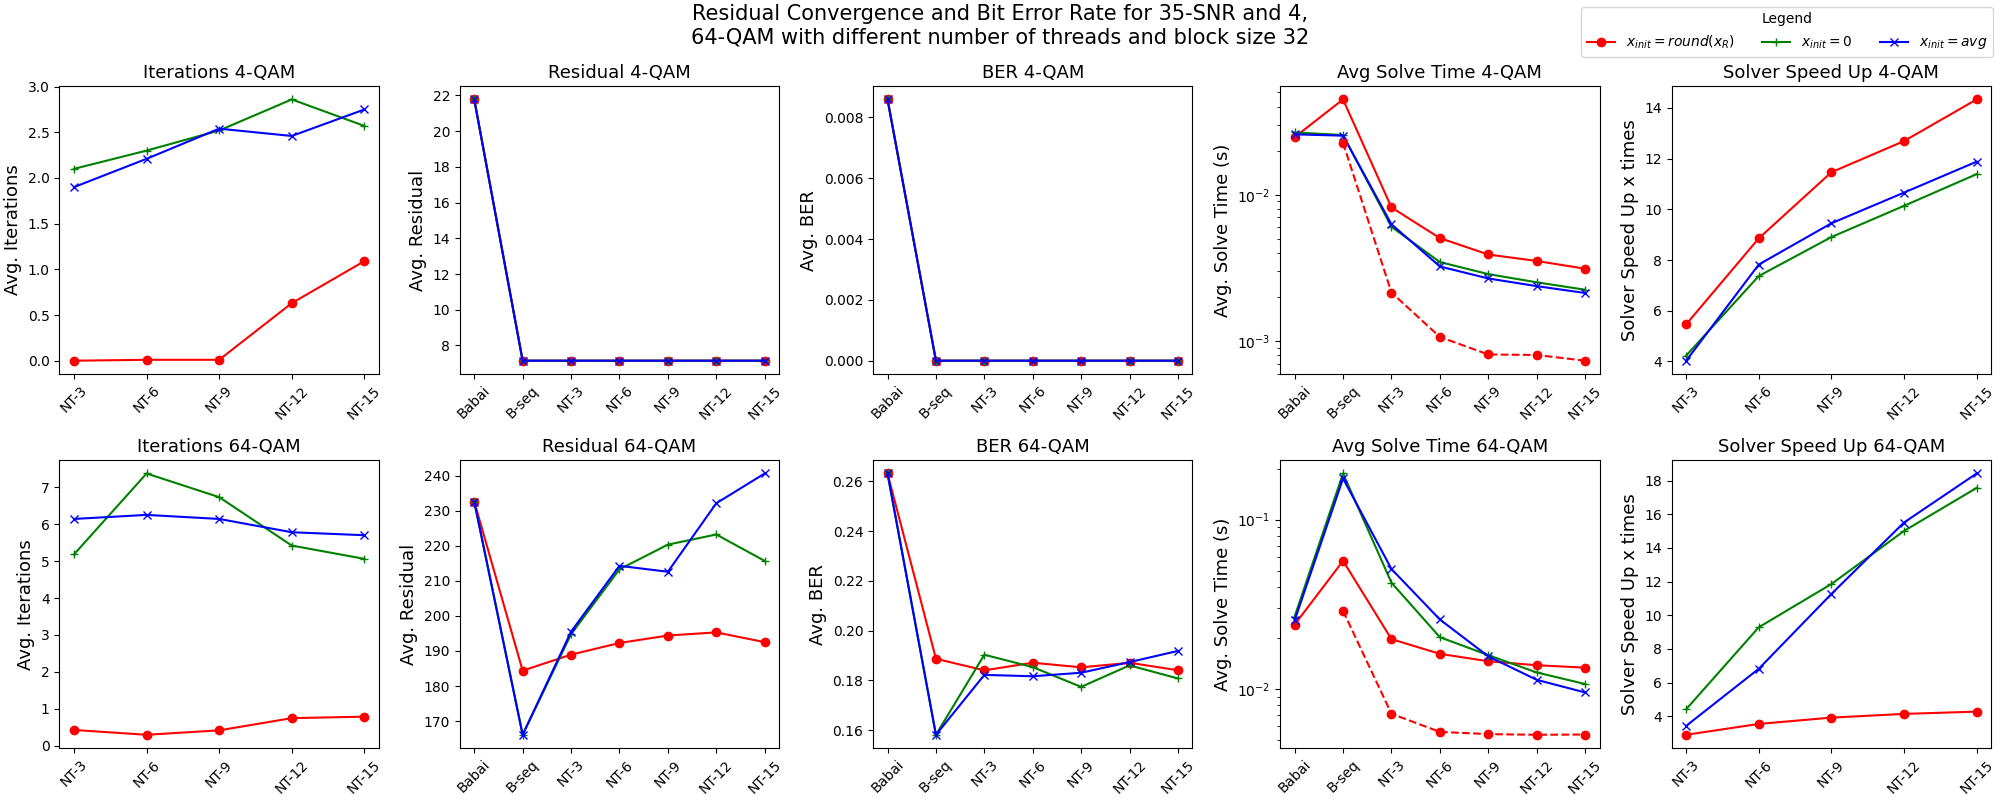 Residual Convergence and Bit Error Rate for 35-SNR and 4,
64-QAM with different number of threads and block size 32
Legend
x_init = round(x_R) x_init = 0 x_init = avg
Iterations 4-QAM
Avg. Iterations
3.0
2.5
2.0
1.5
1.0
0.5
0.0
NT-3 NT-6 NT-9 NT-12 NT-15
Residual 4-QAM
Avg. Residual
22
20
18
16
14
12
10
8
Babai B-seq NT-3 NT-6 NT-9 NT-12 NT-15
BER 4-QAM
Avg. BER
0.008
0.006
0.004
0.002
0.000
Babai B-seq NT-3 NT-6 NT-9 NT-12 NT-15
Avg Solve Time 4-QAM
Avg. Solve Time (s)
10⁻²
10⁻³
Babai B-seq NT-3 NT-6 NT-9 NT-12 NT-15
Solver Speed Up 4-QAM
Solver Speed Up x times
14
12
10
8
6
4
NT-3 NT-6 NT-9 NT-12 NT-15
Iterations 64-QAM
Avg. Iterations
7
6
5
4
3
2
1
0
NT-3 NT-6 NT-9 NT-12 NT-15
Residual 64-QAM
Avg. Residual
240
230
220
210
200
190
180
170
Babai B-seq NT-3 NT-6 NT-9 NT-12 NT-15
BER 64-QAM
Avg. BER
0.26
0.24
0.22
0.20
0.18
0.16
Babai B-seq NT-3 NT-6 NT-9 NT-12 NT-15
Avg Solve Time 64-QAM
Avg. Solve Time (s)
10⁻¹
10⁻²
Babai B-seq NT-3 NT-6 NT-9 NT-12 NT-15
Solver Speed Up 64-QAM
Solver Speed Up x times
18
16
14
12
10
8
6
4
NT-3 NT-6 NT-9 NT-12 NT-15